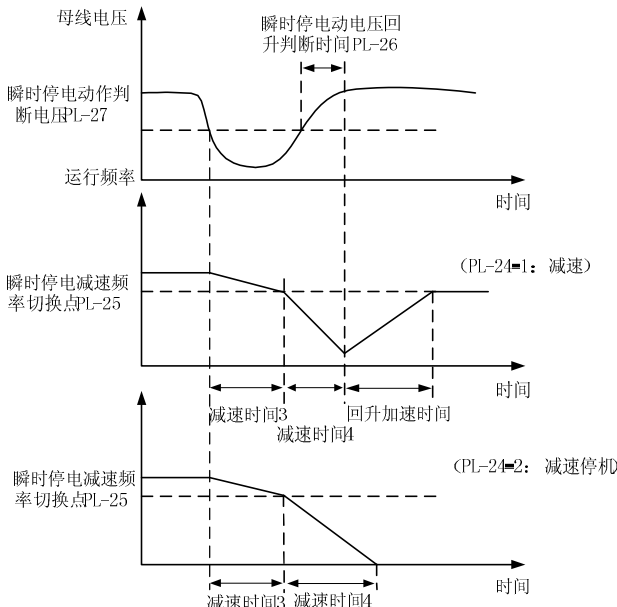 母线电压
瞬时停电动电压回
升判断时间PL-26
瞬时停电动作判
断电压PL-27
运行频率
时间
（PL-24=1：减速）
瞬时停电减速频
率切换点PL-25
时间
减速时间3
回升加速时间
减速时间4
（PL-24=2：减速停机）
瞬时停电减速频
率切换点PL-25
时间
减速时间3
减速时间4